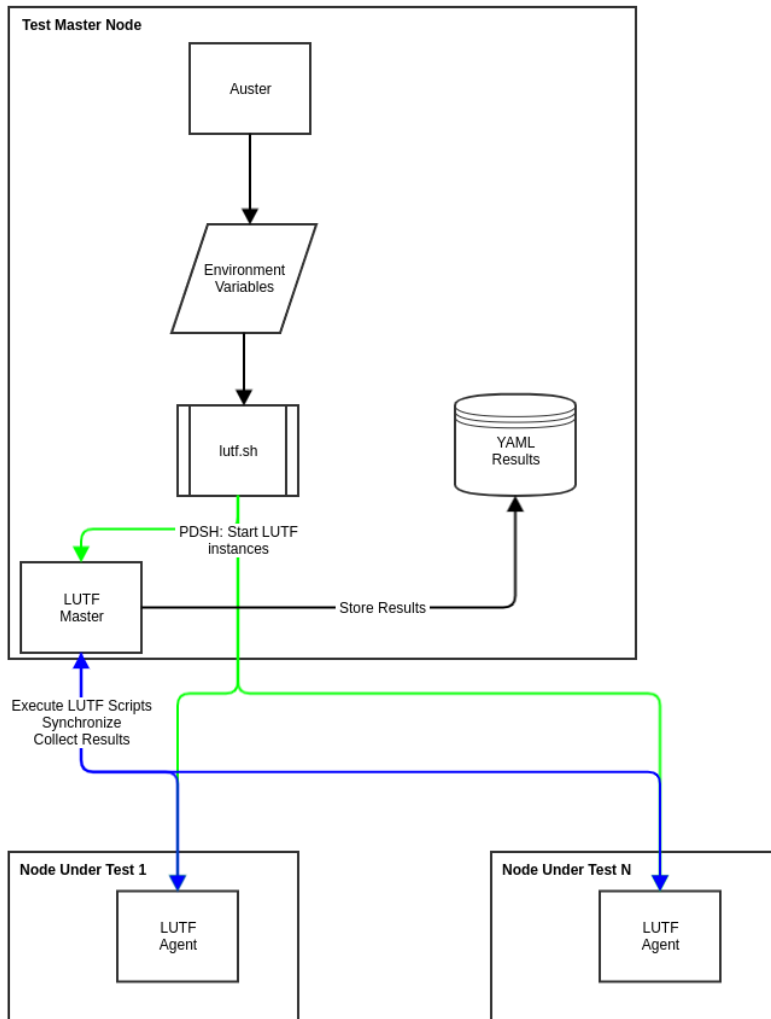 Test Master Node
Auster
Environment
Variables
lutf.sh
YAML
Results
PDSH: Start LUTF
instances
LUTF
Master
Store Results
Execute LUTF Scripts
Synchronize
Collect Results
Node Under Test 1
LUTF
Agent
Node Under Test N
LUTF
Agent